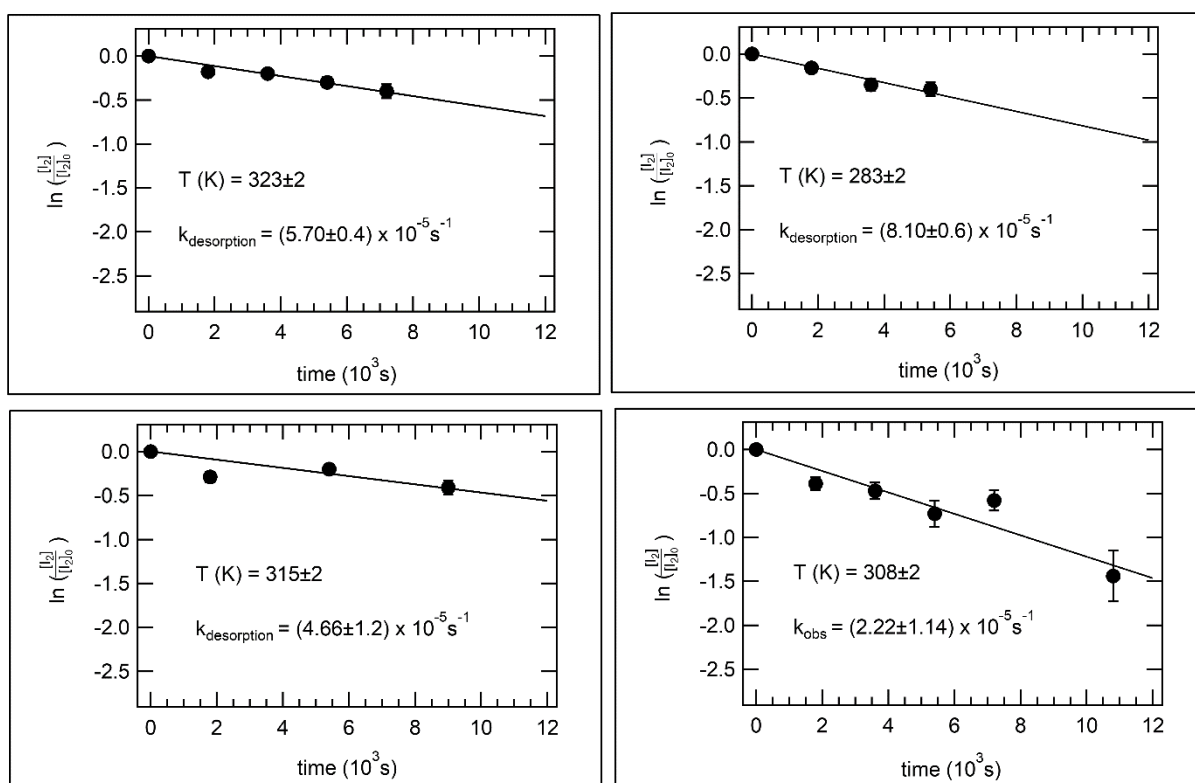 0.0
-0.5
-1.0
-1.5
-2.0
-2.5
ln ([I₂]/[I₂]₀)
T (K) = 323±2
k_desorption = (5.70±0.4) x 10⁻⁵s⁻¹
0 2 4 6 8 10 12
time (10³s)
0.0
-0.5
-1.0
-1.5
-2.0
-2.5
ln ([I₂]/[I₂]₀)
T (K) = 283±2
k_desorption = (8.10±0.6) x 10⁻⁵s⁻¹
0 2 4 6 8 10 12
time (10³s)
0.0
-0.5
-1.0
-1.5
-2.0
-2.5
ln ([I₂]/[I₂]₀)
T (K) = 315±2
k_desorption = (4.66±1.2) x 10⁻⁵s⁻¹
0 2 4 6 8 10 12
time (10³s)
0.0
-0.5
-1.0
-1.5
-2.0
-2.5
ln ([I₂]/[I₂]₀)
T (K) = 308±2
k_obs = (2.22±1.14) x 10⁻⁵s⁻¹
0 2 4 6 8 10 12
time (10³s)